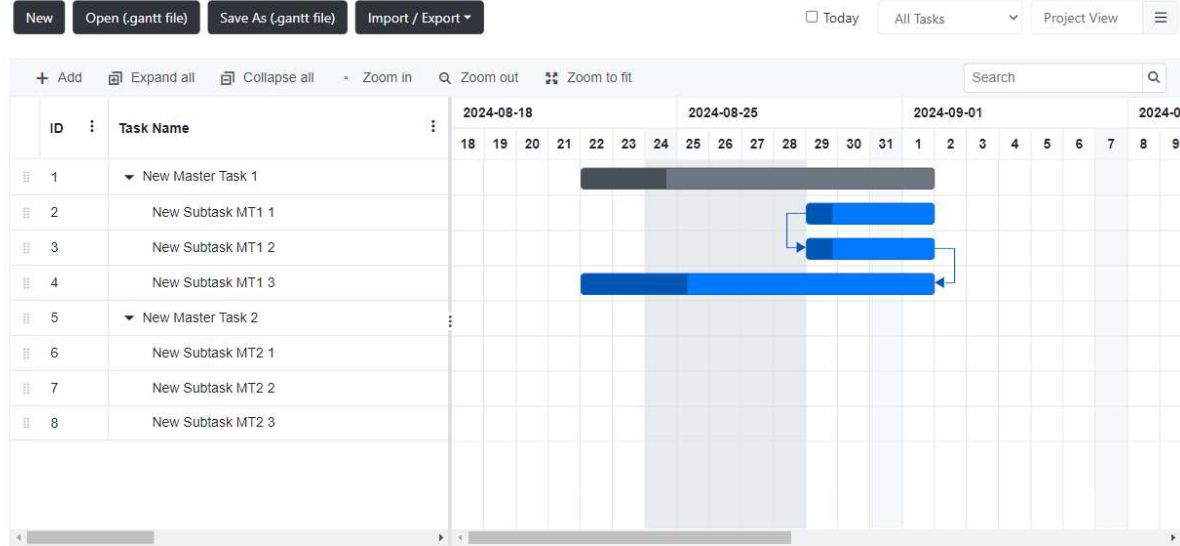 New Open (.gantt file) Save As (.gantt file) Import / Export Today All Tasks Project View
Add Expand all Collapse all Zoom in Zoom out Zoom to fit Search
ID Task Name 2024-08-18 2024-08-25 2024-09-01 2024-0
18 19 20 21 22 23 24 25 26 27 28 29 30 31 1 2 3 4 5 6 7 8 9
1 New Master Task 1
2 New Subtask MT1 1
3 New Subtask MT1 2
4 New Subtask MT1 3
5 New Master Task 2
6 New Subtask MT2 1
7 New Subtask MT2 2
8 New Subtask MT2 3